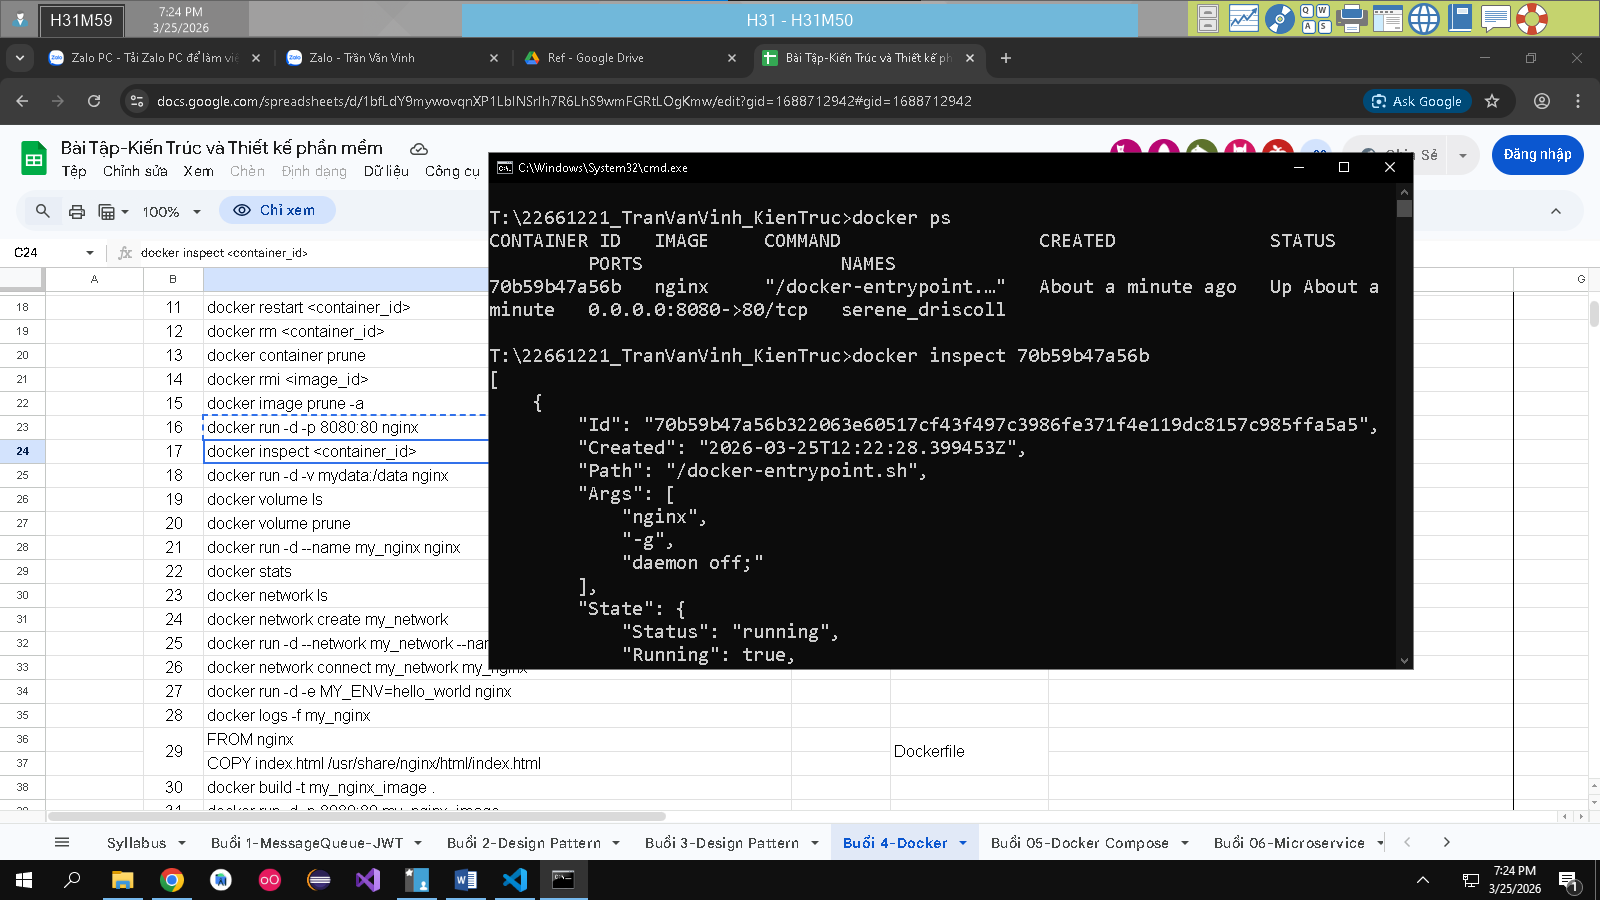 H31M59
7:24 PM
3/25/2026
H31 - H31M50
Zalo PC - Tải Zalo PC để làm việ
Zalo - Trần Văn Vinh
Ref - Google Drive
Bài Tập-Kiến Trúc và Thiết kế ph
docs.google.com/spreadsheets/d/1bfLdY9mywovqnXP1LbINSrIh7R6LhS9wmFGRtLOgKmw/edit?gid=1688712942#gid=1688712942
Ask Google
Bài Tập-Kiến Trúc và Thiết kế phần mềm
Tệp Chỉnh sửa Xem Chèn Định dạng Dữ liệu Công cụ
Chia Sẻ
Đăng nhập
100%
Chỉ xem
C24
docker inspect <container_id>
A B G
18 11 docker restart <container_id>
19 12 docker rm <container_id>
20 13 docker container prune
21 14 docker rmi <image_id>
22 15 docker image prune -a
23 16 docker run -d -p 8080:80 nginx
24 17 docker inspect <container_id>
25 18 docker run -d -v mydata:/data nginx
26 19 docker volume ls
27 20 docker volume prune
28 21 docker run -d --name my_nginx nginx
29 22 docker stats
30 23 docker network ls
31 24 docker network create my_network
32 25 docker run -d --network my_network --nam
33 26 docker network connect my_network my_nginx
34 27 docker run -d -e MY_ENV=hello_world nginx
35 28 docker logs -f my_nginx
36 FROM nginx
29 Dockerfile
37 COPY index.html /usr/share/nginx/html/index.html
38 30 docker build -t my_nginx_image .
39 31 docker run -d -p 8080:80 my_nginx_image
C:\Windows\System32\cmd.exe
T:\22661221_TranVanVinh_KienTruc>docker ps
CONTAINER ID IMAGE COMMAND CREATED STATUS
PORTS NAMES
70b59b47a56b nginx "/docker-entrypoint.…" About a minute ago Up About a
minute 0.0.0.0:8080->80/tcp serene_driscoll
T:\22661221_TranVanVinh_KienTruc>docker inspect 70b59b47a56b
[
{
"Id": "70b59b47a56b322063e60517cf43f497c3986fe371f4e119dc8157c985ffa5a5",
"Created": "2026-03-25T12:22:28.399453Z",
"Path": "/docker-entrypoint.sh",
"Args": [
"nginx",
"-g",
"daemon off;"
],
"State": {
"Status": "running",
"Running": true,
Syllabus
Buổi 1-MessageQueue-JWT
Buổi 2-Design Pattern
Buổi 3-Design Pattern
Buổi 4-Docker
Buổi 05-Docker Compose
Buổi 06-Microservice
7:24 PM
3/25/2026
1